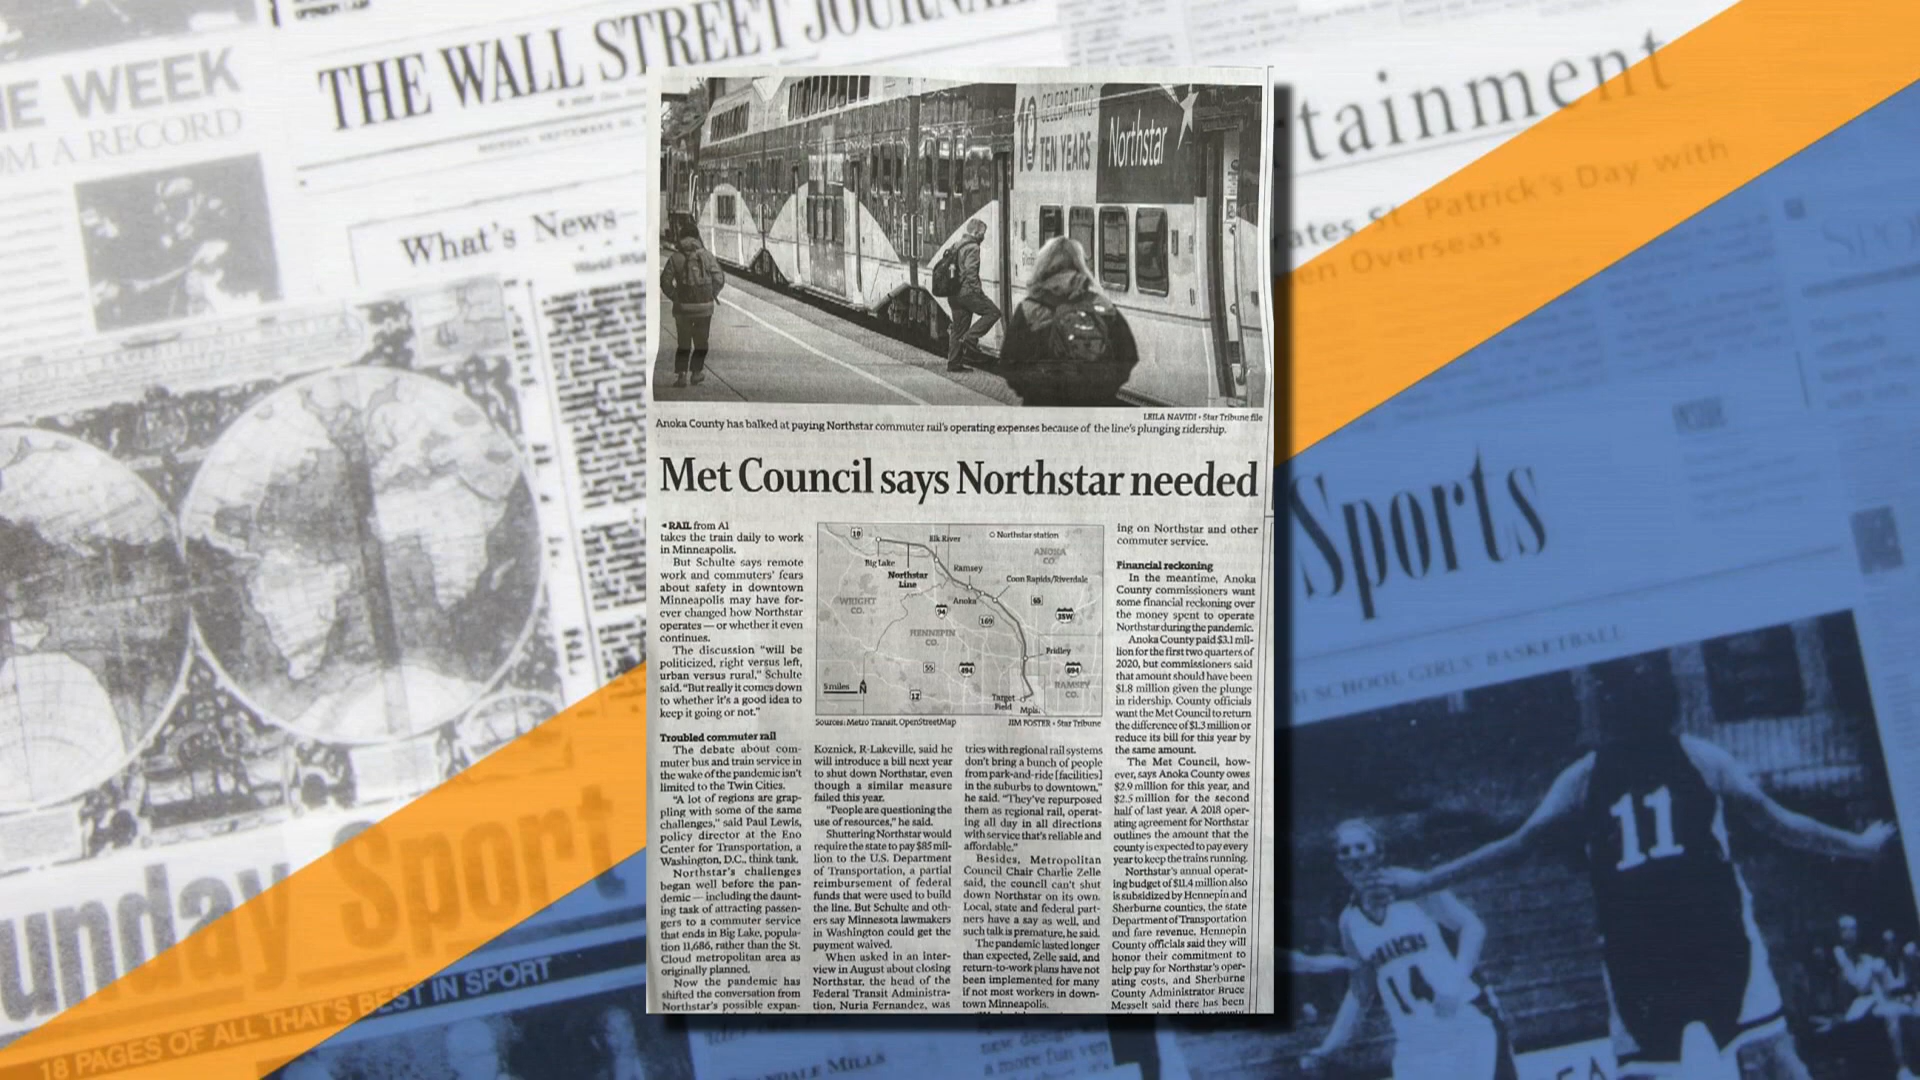 THE WALL STREET JOURNAL
E WEEK
OM A RECORD
What's News
tainment
ates St. Patrick's Day with
en Overseas
Sports
SCHOOL GIRLS BASKETBALL
11
unday Sport
18 PAGES OF ALL THAT'S BEST IN SPORT
MILLS
a more fun
CELEBRATING
10 TEN YEARS
Northstar
LEILA NAVIDI • Star Tribune file
Anoka County has balked at paying Northstar commuter rail's operating expenses because of the line's plunging ridership.
Met Council says Northstar needed
◂ RAIL from A1
takes the train daily to work
in Minneapolis.
But Schulte says remote
work and commuters' fears
about safety in downtown
Minneapolis may have for-
ever changed how Northstar
operates — or whether it even
continues.
The discussion "will be
politicized, right versus left,
urban versus rural," Schulte
said. "But really it comes down
to whether it's a good idea to
keep it going or not."
Troubled commuter rail
The debate about com-
muter bus and train service in
the wake of the pandemic isn't
limited to the Twin Cities.
"A lot of regions are grap-
pling with some of the same
challenges," said Paul Lewis,
policy director at the Eno
Center for Transportation, a
Washington, D.C., think tank.
Northstar's challenges
began well before the pan-
demic — including the daunt-
ing task of attracting passen-
gers to a commuter service
that ends in Big Lake, popula-
tion 11,686, rather than the St.
Cloud metropolitan area as
originally planned.
Now the pandemic has
shifted the conversation from
Northstar's possible expan-
10
Elk River
Northstar station
ANOKA
CO.
Big Lake
Northstar
Line
Ramsey
Coon Rapids/Riverdale
WRIGHT
CO.
Anoka
94
169
65
35W
HENNEPIN
CO.
Fridley
55
494
694
RAMSEY
CO.
5 miles
N
12
Target
Field
Mpls.
Sources: Metro Transit, OpenStreetMap
JIM FOSTER • Star Tribune
Koznick, R-Lakeville, said he
will introduce a bill next year
to shut down Northstar, even
though a similar measure
failed this year.
"People are questioning the
use of resources," he said.
Shuttering Northstar would
require the state to pay $85 mil-
lion to the U.S. Department
of Transportation, a partial
reimbursement of federal
funds that were used to build
the line. But Schulte and oth-
ers say Minnesota lawmakers
in Washington could get the
payment waived.
When asked in an inter-
view in August about closing
Northstar, the head of the
Federal Transit Administra-
tion, Nuria Fernandez, was
tries with regional rail systems
don't bring a bunch of people
from park-and-ride [facilities]
in the suburbs to downtown,"
he said. "They've repurposed
them as regional rail, operat-
ing all day in all directions
with service that's reliable and
affordable."
Besides, Metropolitan
Council Chair Charlie Zelle
said, the council can't shut
down Northstar on its own.
Local, state and federal part-
ners have a say as well, and
such talk is premature, he said.
The pandemic lasted longer
than expected, Zelle said, and
return-to-work plans have not
been implemented for many
if not most workers in down-
town Minneapolis.
ing on Northstar and other
commuter service.
Financial reckoning
In the meantime, Anoka
County commissioners want
some financial reckoning over
the money spent to operate
Northstar during the pandemic.
Anoka County paid $3.1 mil-
lion for the first two quarters of
2020, but commissioners said
that amount should have been
$1.8 million given the plunge
in ridership. County officials
want the Met Council to return
the difference of $1.3 million or
reduce its bill for this year by
the same amount.
The Met Council, how-
ever, says Anoka County owes
$2.9 million for this year, and
$2.5 million for the second
half of last year. A 2018 oper-
ating agreement for Northstar
outlines the amount that the
county is expected to pay every
year to keep the trains running.
Northstar's annual operat-
ing budget of $11.4 million also
is subsidized by Hennepin and
Sherburne counties, the state
Department of Transportation
and fare revenue. Hennepin
County officials said they will
honor their commitment to
help pay for Northstar's oper-
ating costs, and Sherburne
County Administrator Bruce
Messelt said there has been